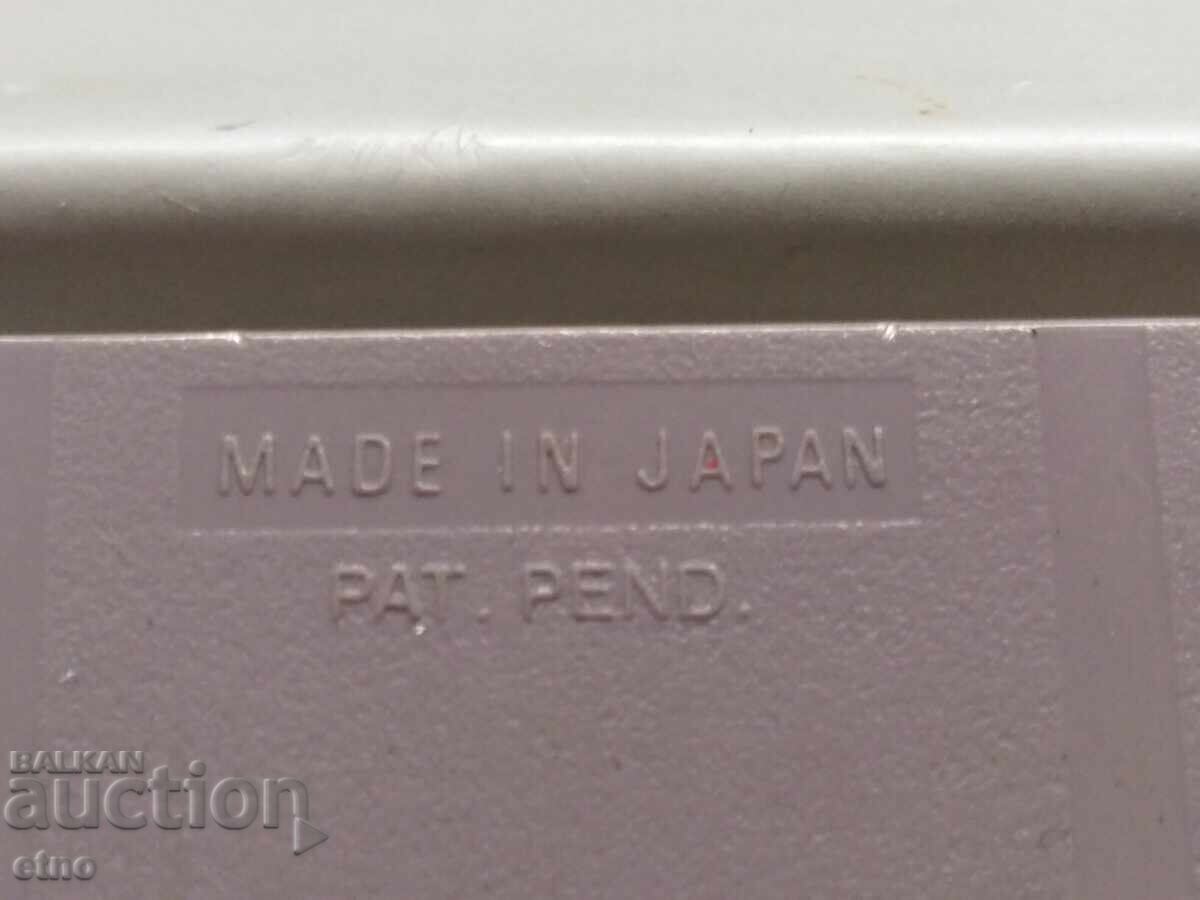 MADE IN JAPAN
PAT. PEND.
BALKAN
auction
etno